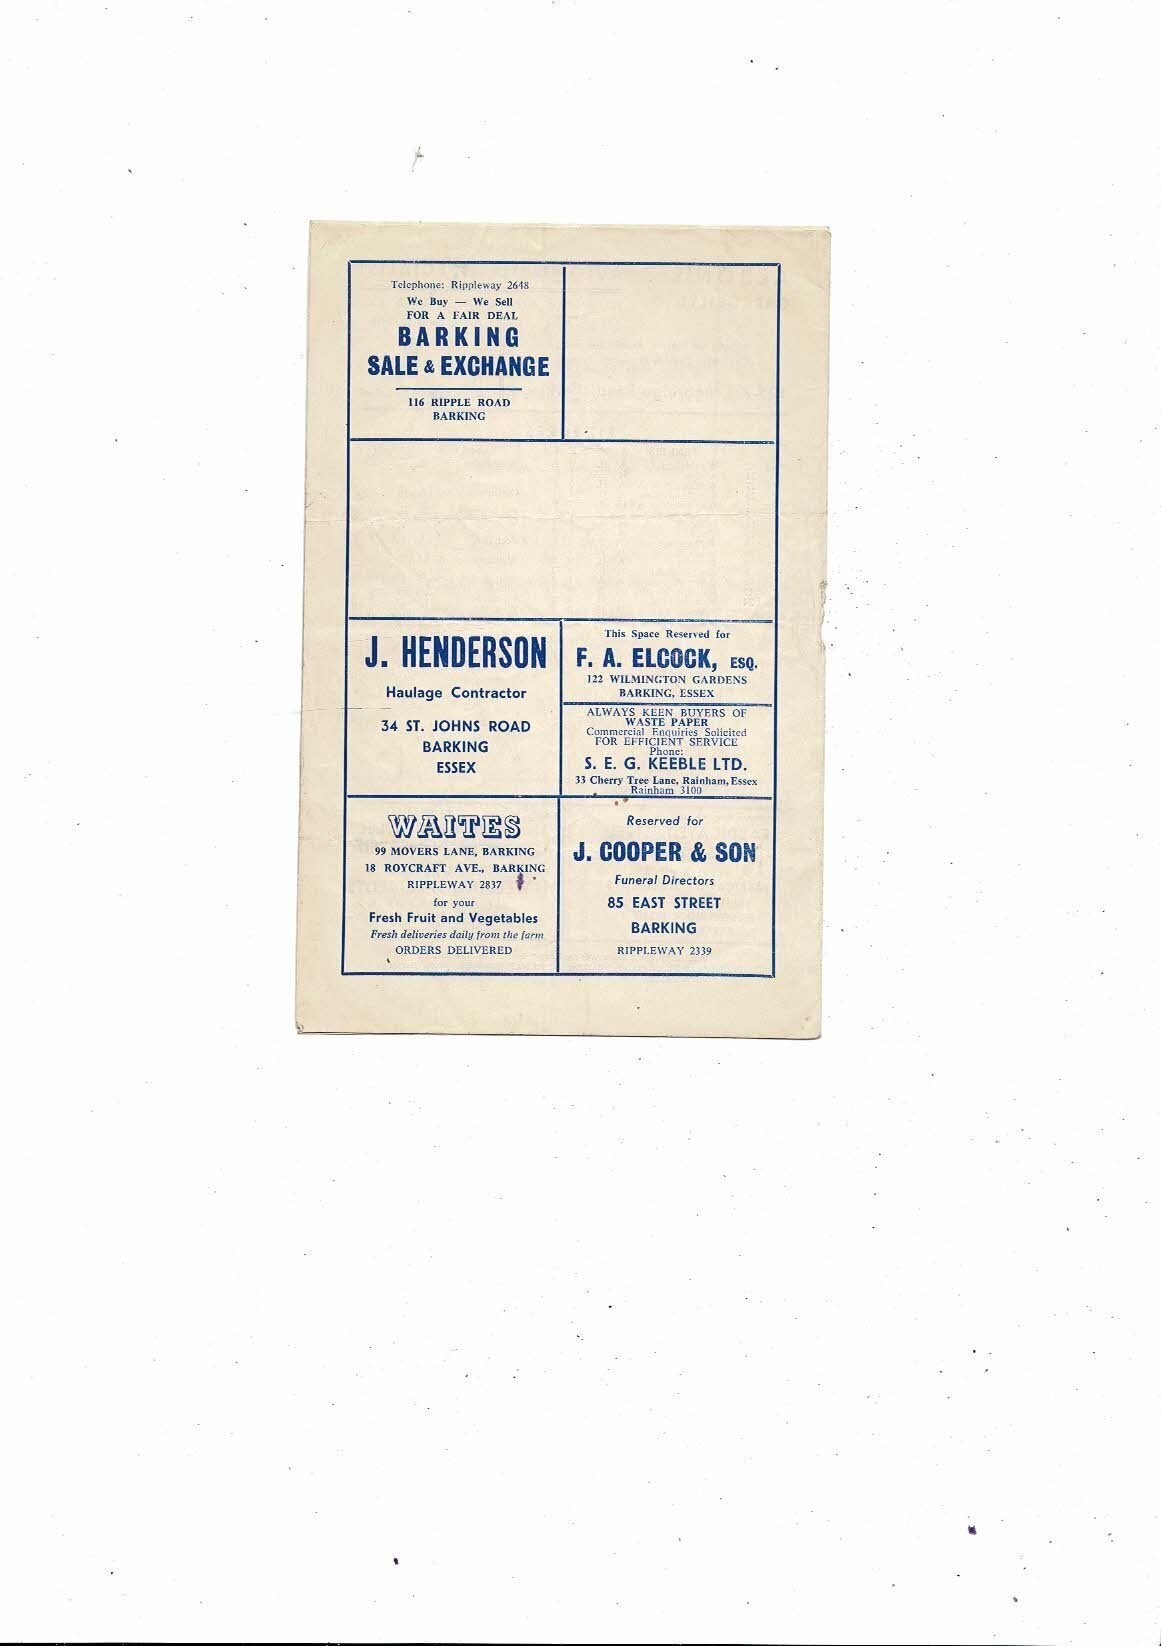 Telephone: Rippleway 2648
We Buy — We Sell
FOR A FAIR DEAL
BARKING
SALE & EXCHANGE
116 RIPPLE ROAD
BARKING
J. HENDERSON
Haulage Contractor
34 ST. JOHNS ROAD
BARKING
ESSEX
This Space Reserved for
F. A. ELCOCK, ESQ.
122 WILMINGTON GARDENS
BARKING, ESSEX
ALWAYS KEEN BUYERS OF
WASTE PAPER
Commercial Enquiries Solicited
FOR EFFICIENT SERVICE
Phone:
S. E. G. KEEBLE LTD.
33 Cherry Tree Lane, Rainham, Essex
Rainham 3100
WAITES
99 MOVERS LANE, BARKING
18 ROYCRAFT AVE., BARKING
RIPPLEWAY 2837
for your
Fresh Fruit and Vegetables
Fresh deliveries daily from the farm
ORDERS DELIVERED
Reserved for
J. COOPER & SON
Funeral Directors
85 EAST STREET
BARKING
RIPPLEWAY 2339